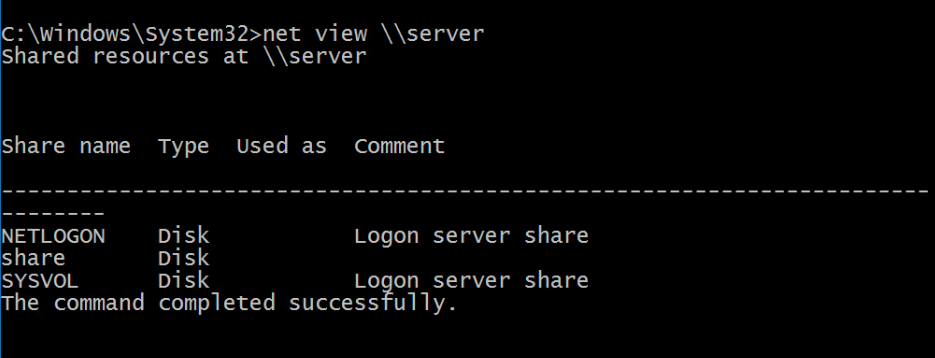 C:\Windows\System32>net view \\server
Shared resources at \\server
Share name  Type  Used as  Comment
-----------------------------------------------------------------------
--------
NETLOGON    Disk           Logon server share
share       Disk
SYSVOL      Disk           Logon server share
The command completed successfully.